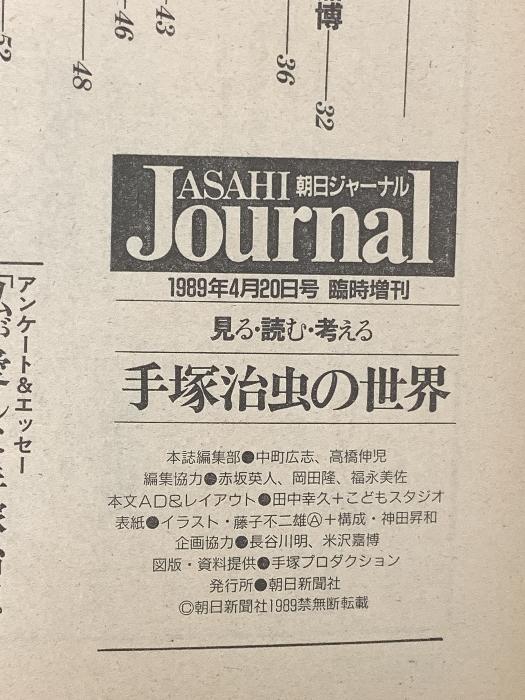 博―32
36
43
46
48
52
ASAHI 朝日ジャーナル
Journal
1989年4月20日号 臨時増刊
見る・読む・考える
手塚治虫の世界
本誌編集部●中町広志、高橋伸児
編集協力●赤坂英人、岡田隆、福永美佐
本文AD&レイアウト●田中幸久+こどもスタジオ
表紙●イラスト・藤子不二雄Ⓐ+構成・神田昇和
企画協力●長谷川明、米沢嘉博
図版・資料提供●手塚プロダクション
発行所●朝日新聞社
©朝日新聞社1989禁無断転載
アンケート&エッセー